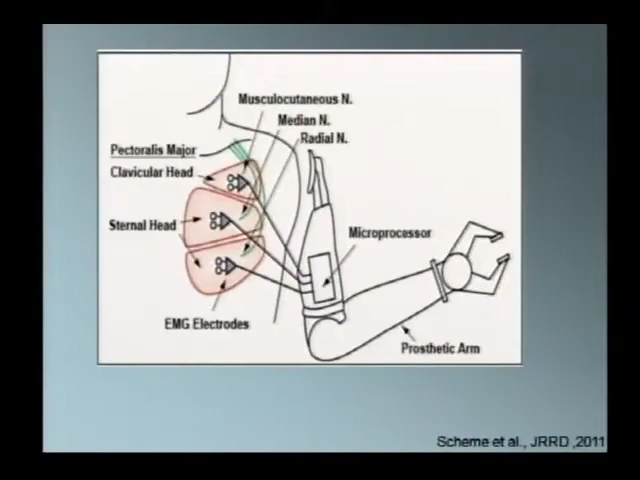 Musculocutaneous N.
Median N.
Radial N.
Pectoralis Major
Clavicular Head
Sternal Head
Microprocessor
EMG Electrodes
Prosthetic Arm
Scheme et al., JRRD ,2011